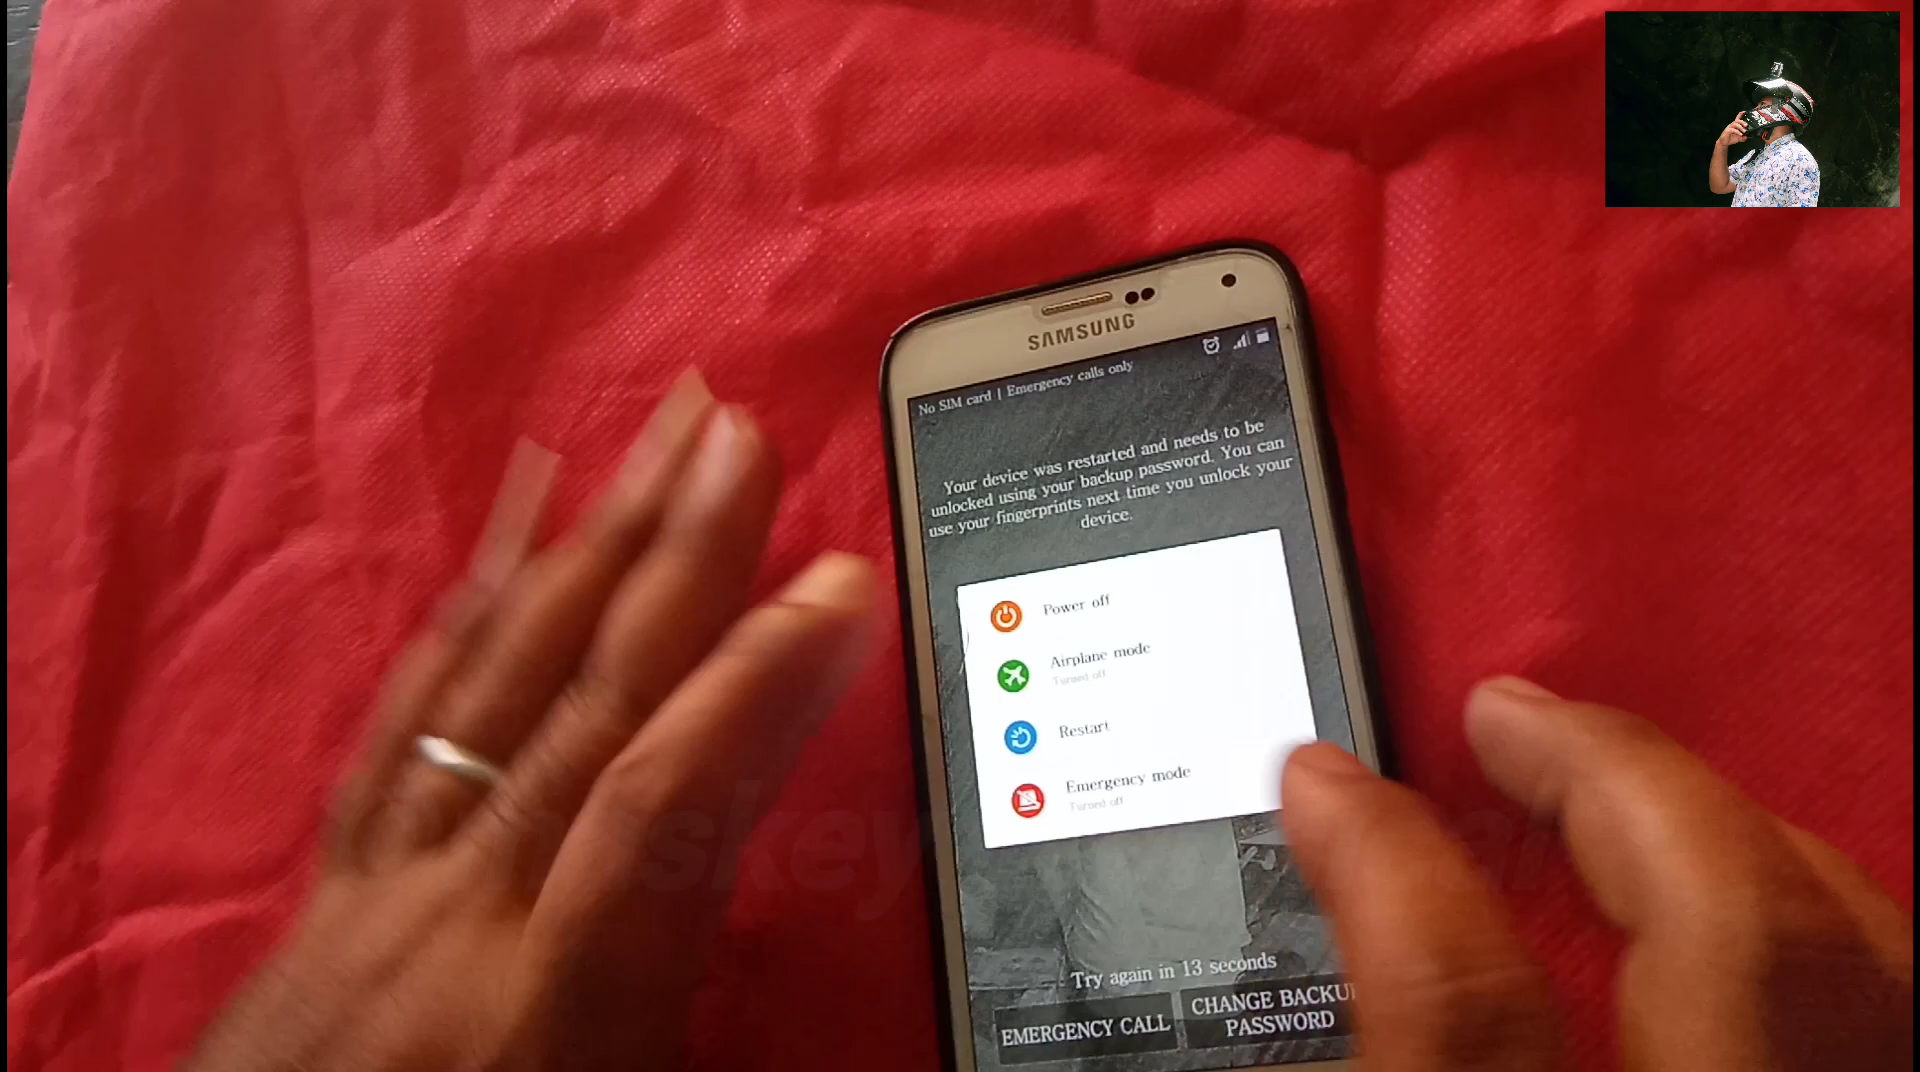 SAMSUNG
No SIM card | Emergency calls only
Your device was restarted and needs to be
unlocked using your backup password. You can
use your fingerprints next time you unlock your
device.
Power off
Airplane mode
Turned off
Restart
Emergency mode
Turned off
Try again in 13 seconds
EMERGENCY CALL
CHANGE BACKUP
PASSWORD